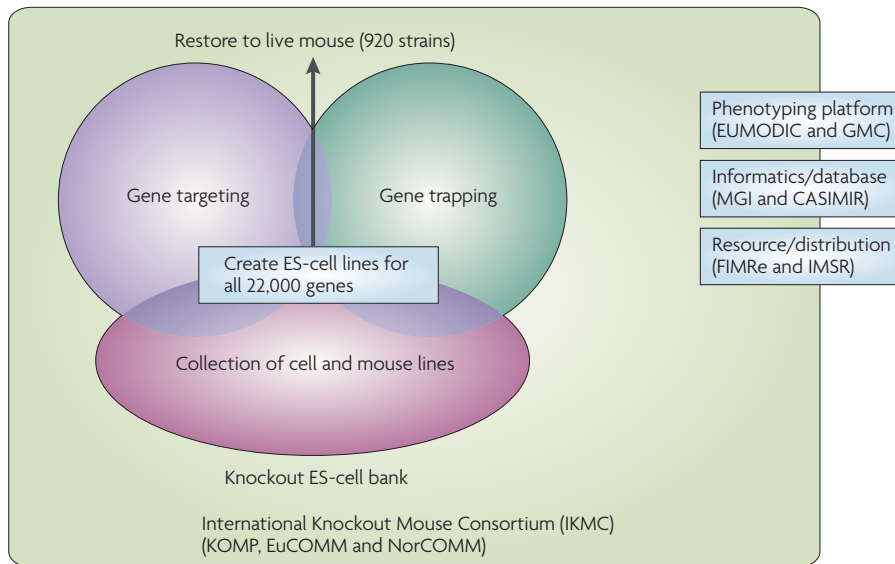 Restore to live mouse (920 strains)
Gene targeting
Gene trapping
Create ES-cell lines for
all 22,000 genes
Collection of cell and mouse lines
Knockout ES-cell bank
International Knockout Mouse Consortium (IKMC)
(KOMP, EuCOMM and NorCOMM)
Phenotyping platform
(EUMODIC and GMC)
Informatics/database
(MGI and CASIMIR)
Resource/distribution
(FIMRe and IMSR)